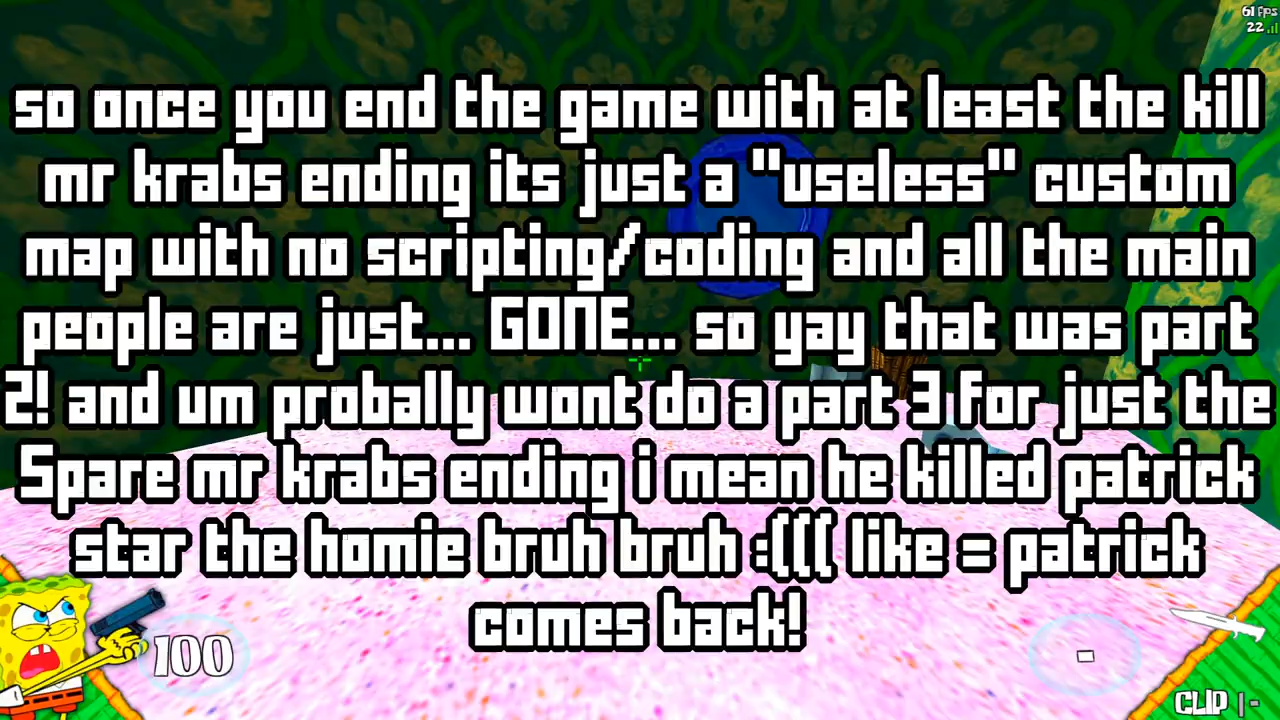 61 fps
22
so once you end the game with at least the kill
mr krabs ending its just a "useless" custom
map with no scripting/coding and all the main
people are just... GONE... so yay that was part
2! and um probally wont do a part 3 for just the
Spare mr krabs ending i mean he killed patrick
star the homie bruh bruh :((( like = patrick
comes back!
100
-
CLIP |-